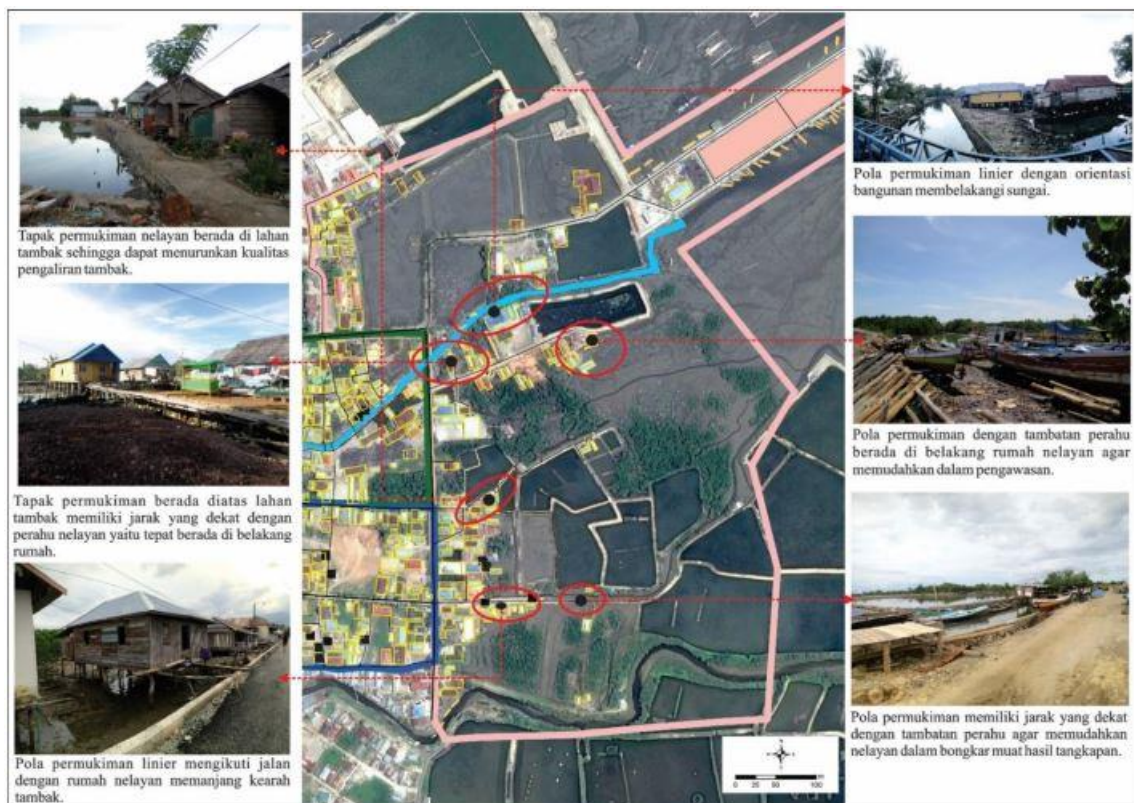 Tapak permukiman nelayan berada di lahan
tambak sehingga dapat menurunkan kualitas
pengaliran tambak.
Tapak permukiman berada diatas lahan
tambak memiliki jarak yang dekat dengan
perahu nelayan yaitu tepat berada di belakang
rumah.
Pola permukiman linier mengikuti jalan
dengan rumah nelayan memanjang kearah
tambak.
Pola permukiman linier dengan orientasi
bangunan membelakangi sungai.
Pola permukiman dengan tambatan perahu
berada di belakang rumah nelayan agar
memudahkan dalam pengawasan.
Pola permukiman memiliki jarak yang dekat
dengan tambatan perahu agar memudahkan
nelayan dalam bongkar muat hasil tangkapan.
0 25 50 100